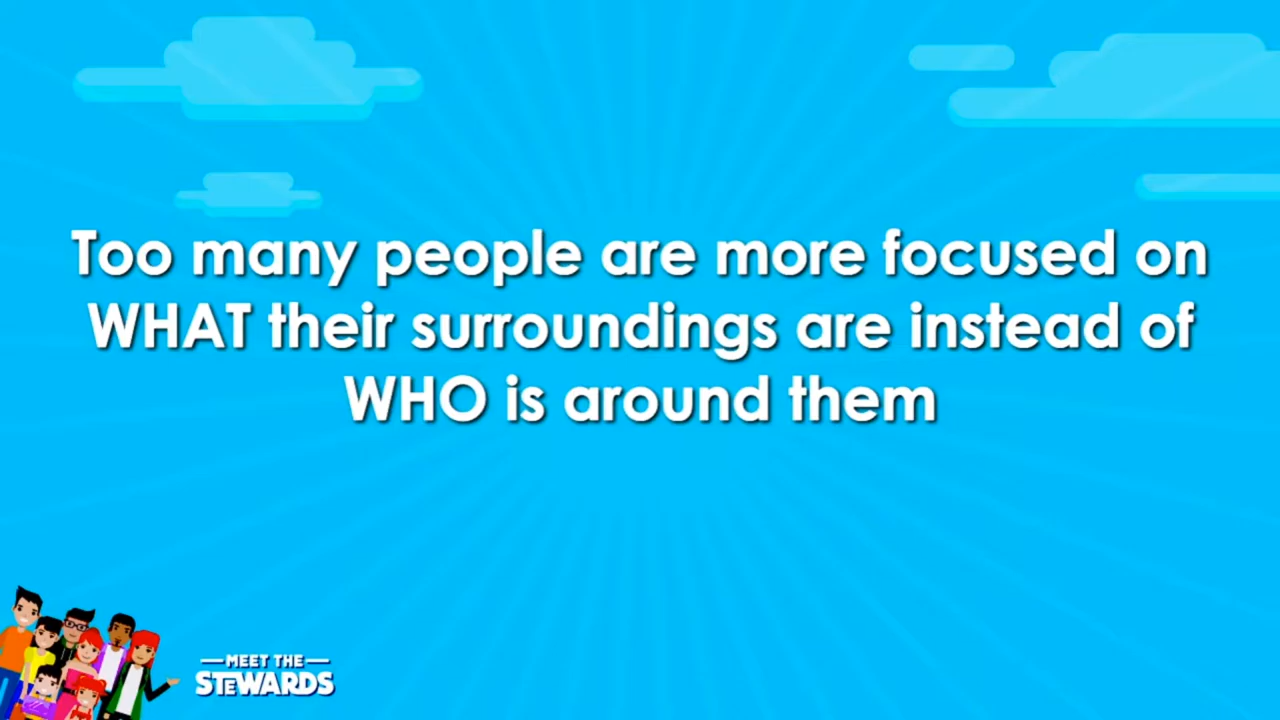 Too many people are more focused on
WHAT their surroundings are instead of
WHO is around them
MEET THE
STEWARDS